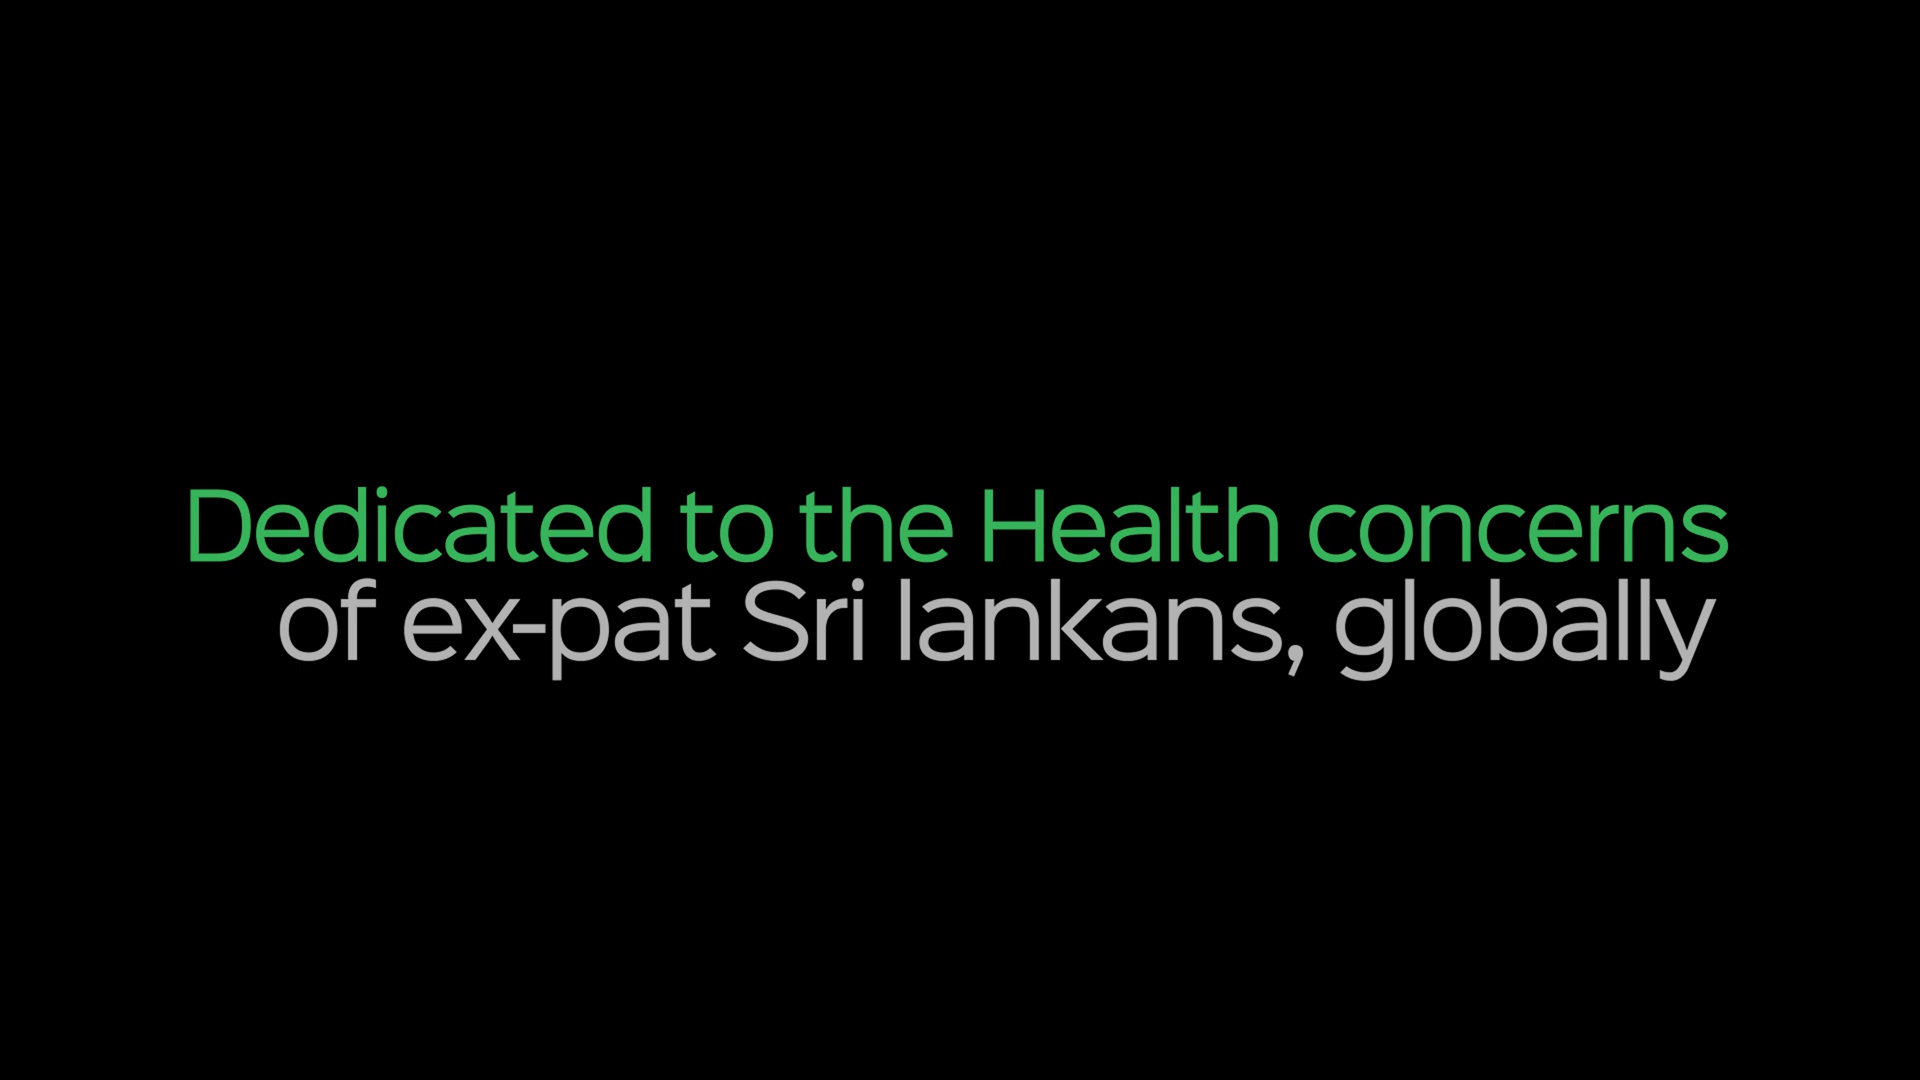 Dedicated to the Health concerns
of ex-pat Sri lankans, globally